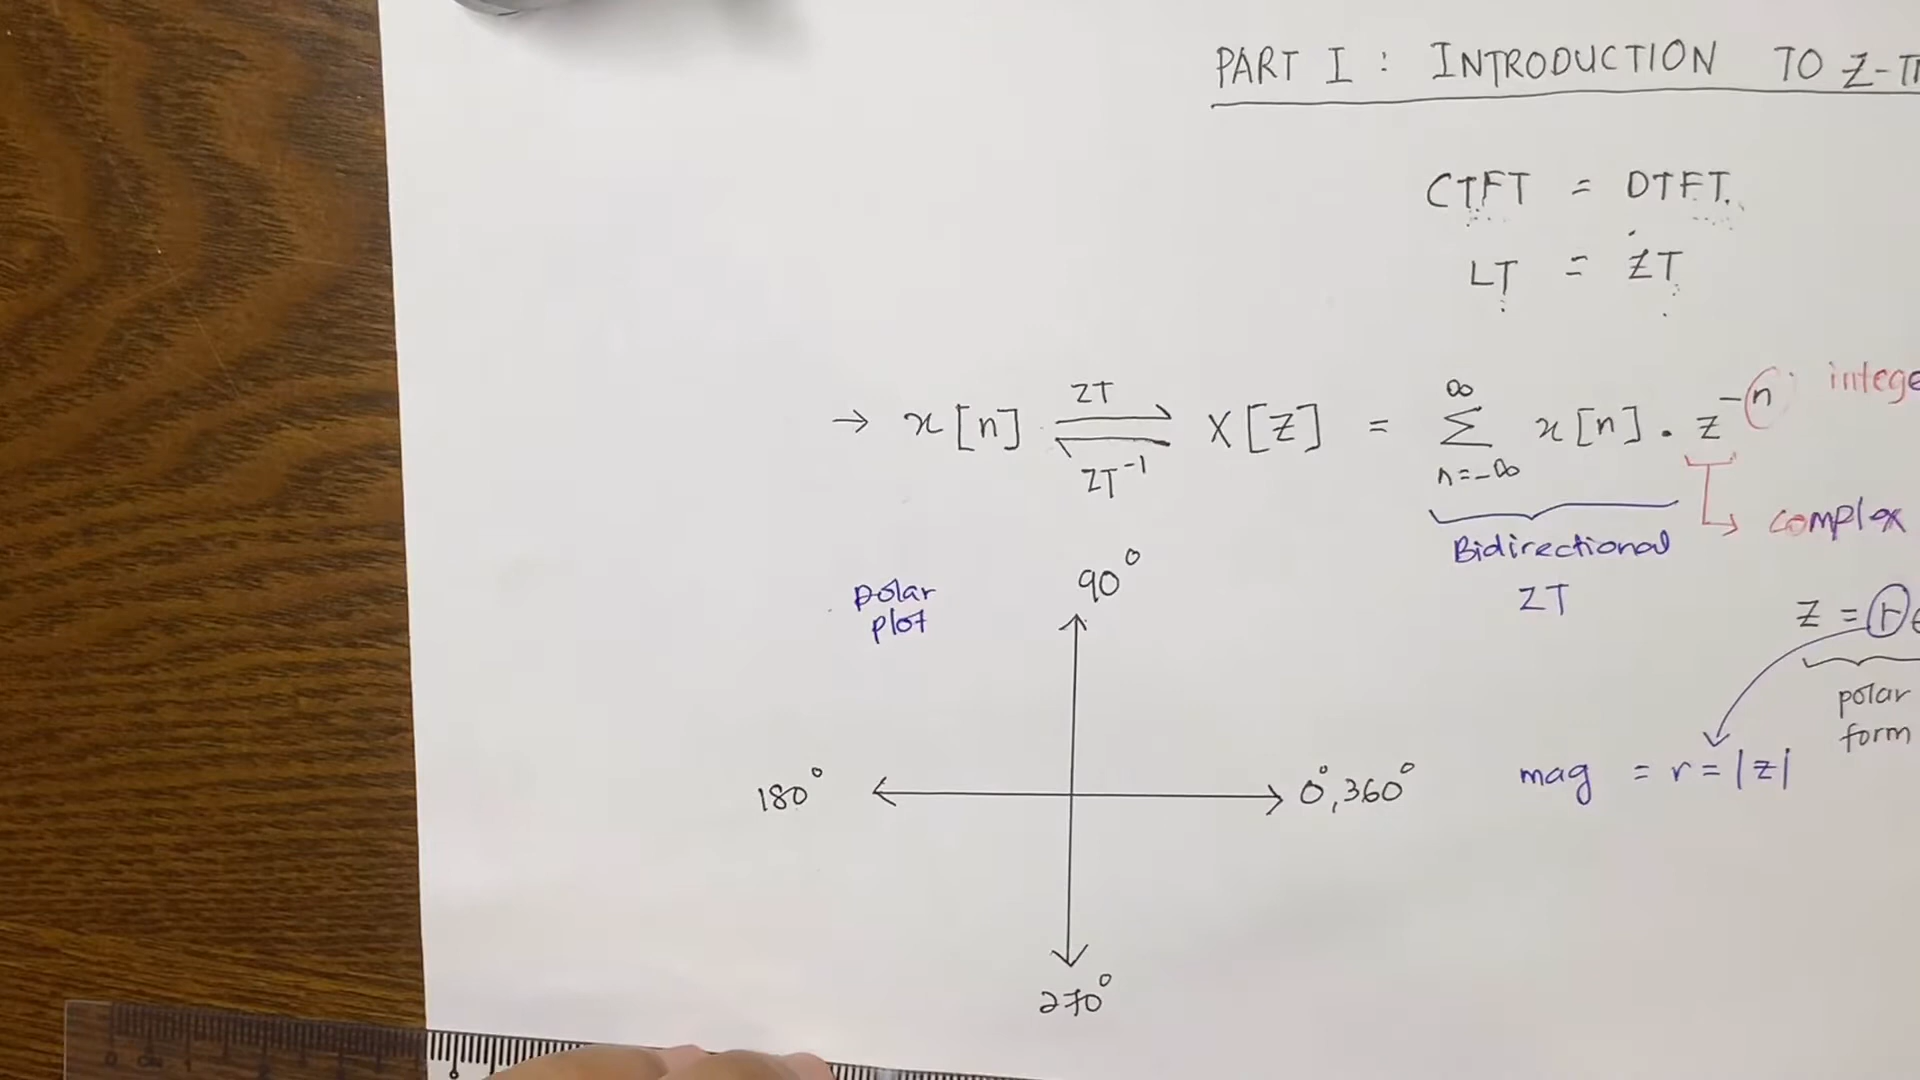 PART I : INTRODUCTION TO Z-T
CTFT = DTFT
LT = ZT
→ x[n] ZT ⇌ ZT⁻¹ X[Z] = ∞ Σ n=-∞ x[n] . z⁻ⁿ
intege
complex
Bidirectional
ZT
polar
plot
90°
180°
0°, 360°
270°
z = r
polar
form
mag = r = |z|